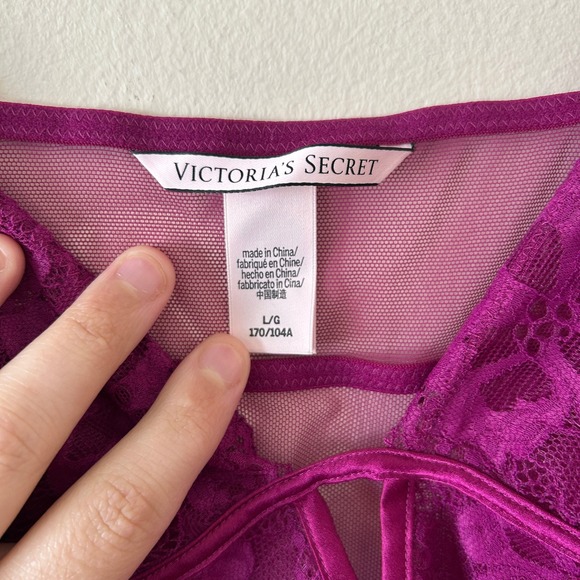 VICTORIA'S SECRET
made in China/
fabriqué en Chine/
hecho en China/
fabbricato in Cina/
中国制造
L/G
170/104A